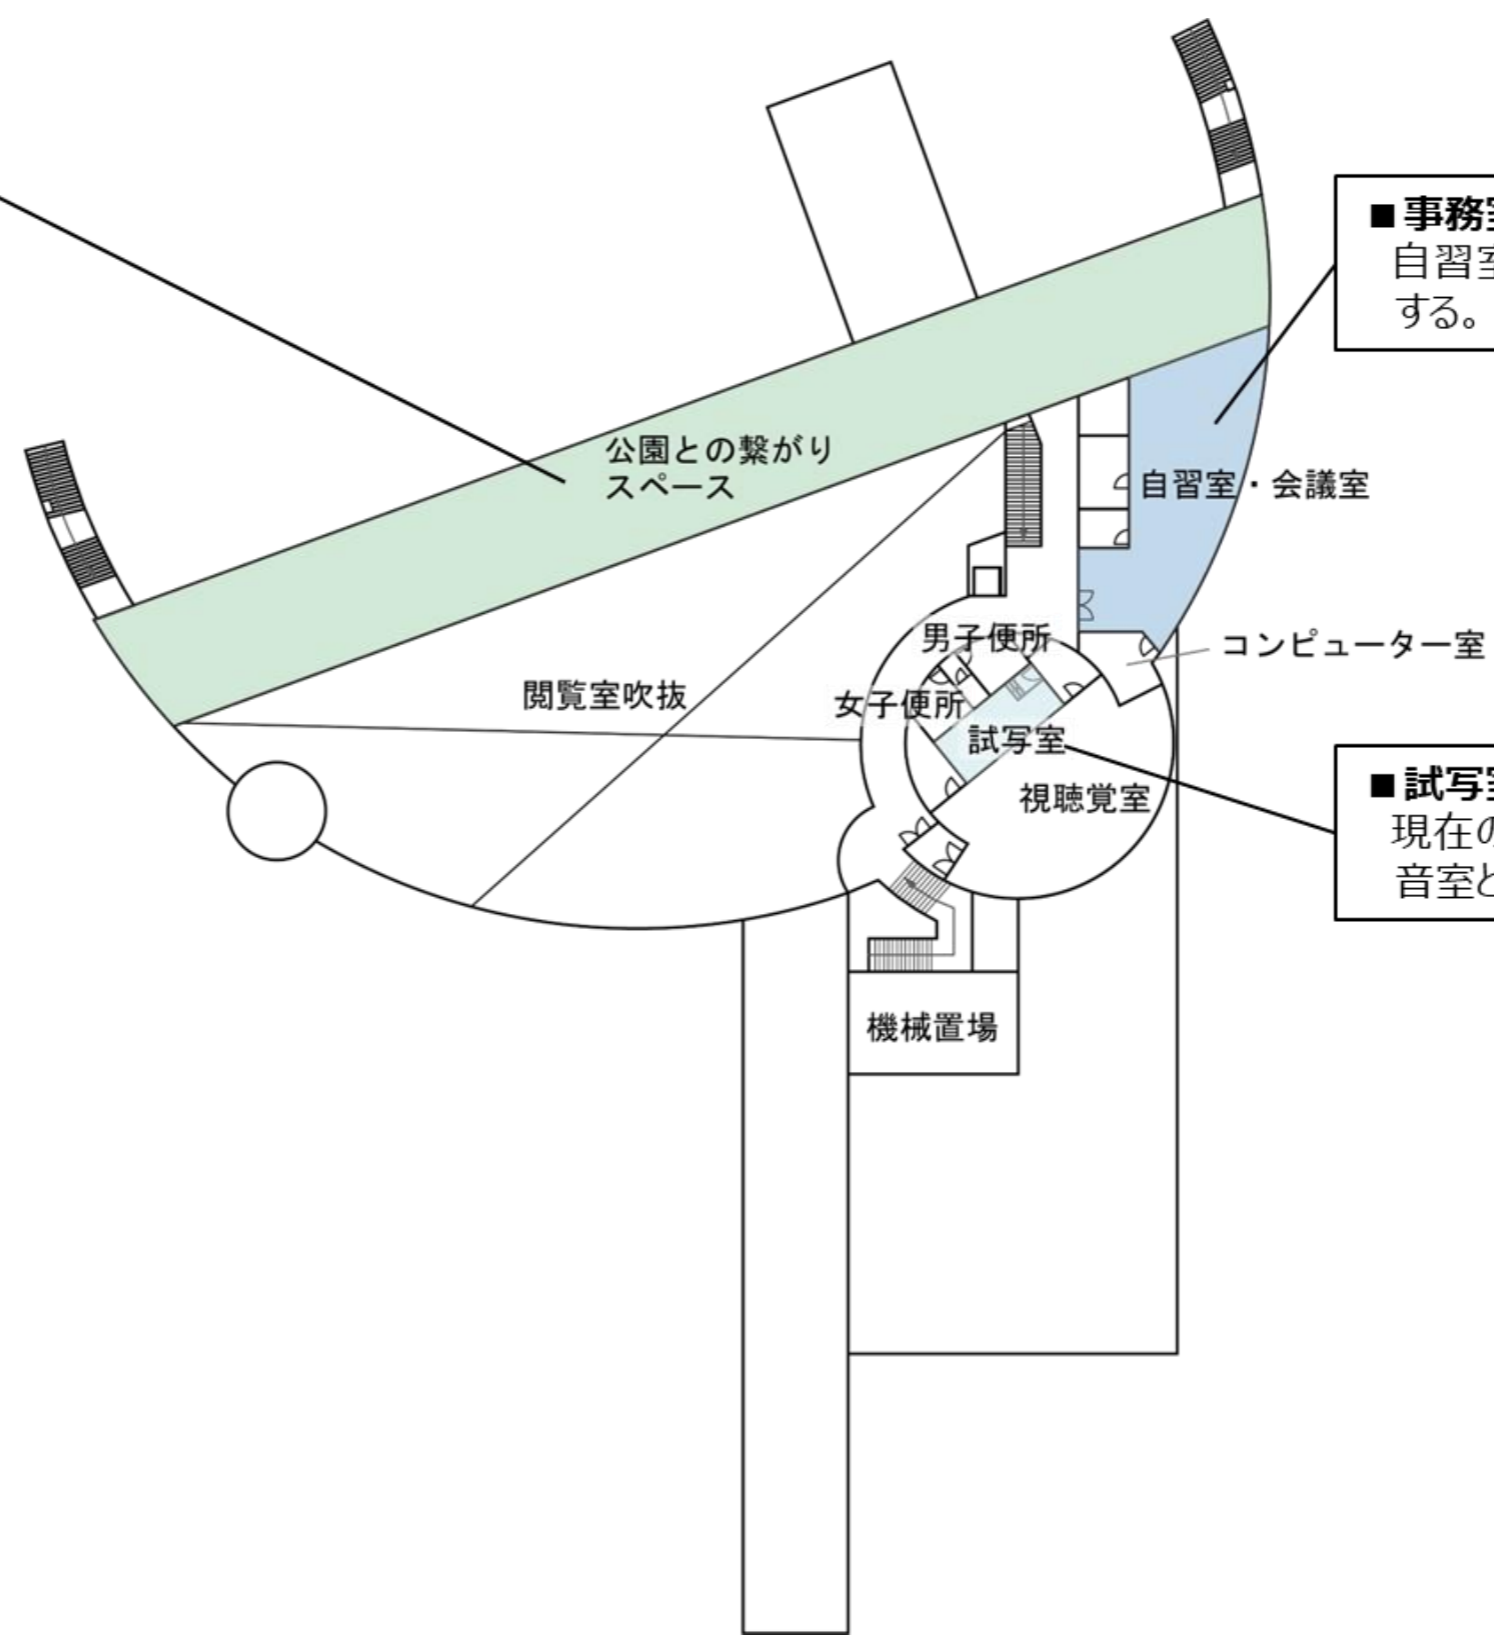 ■事務室
自習室
する。
公園との繋がり
スペース
自習室・会議室
男子便所
コンピューター室
閲覧室吹抜
女子便所
試写室
視聴覚室
■試写室
現在の
音室と
機械置場